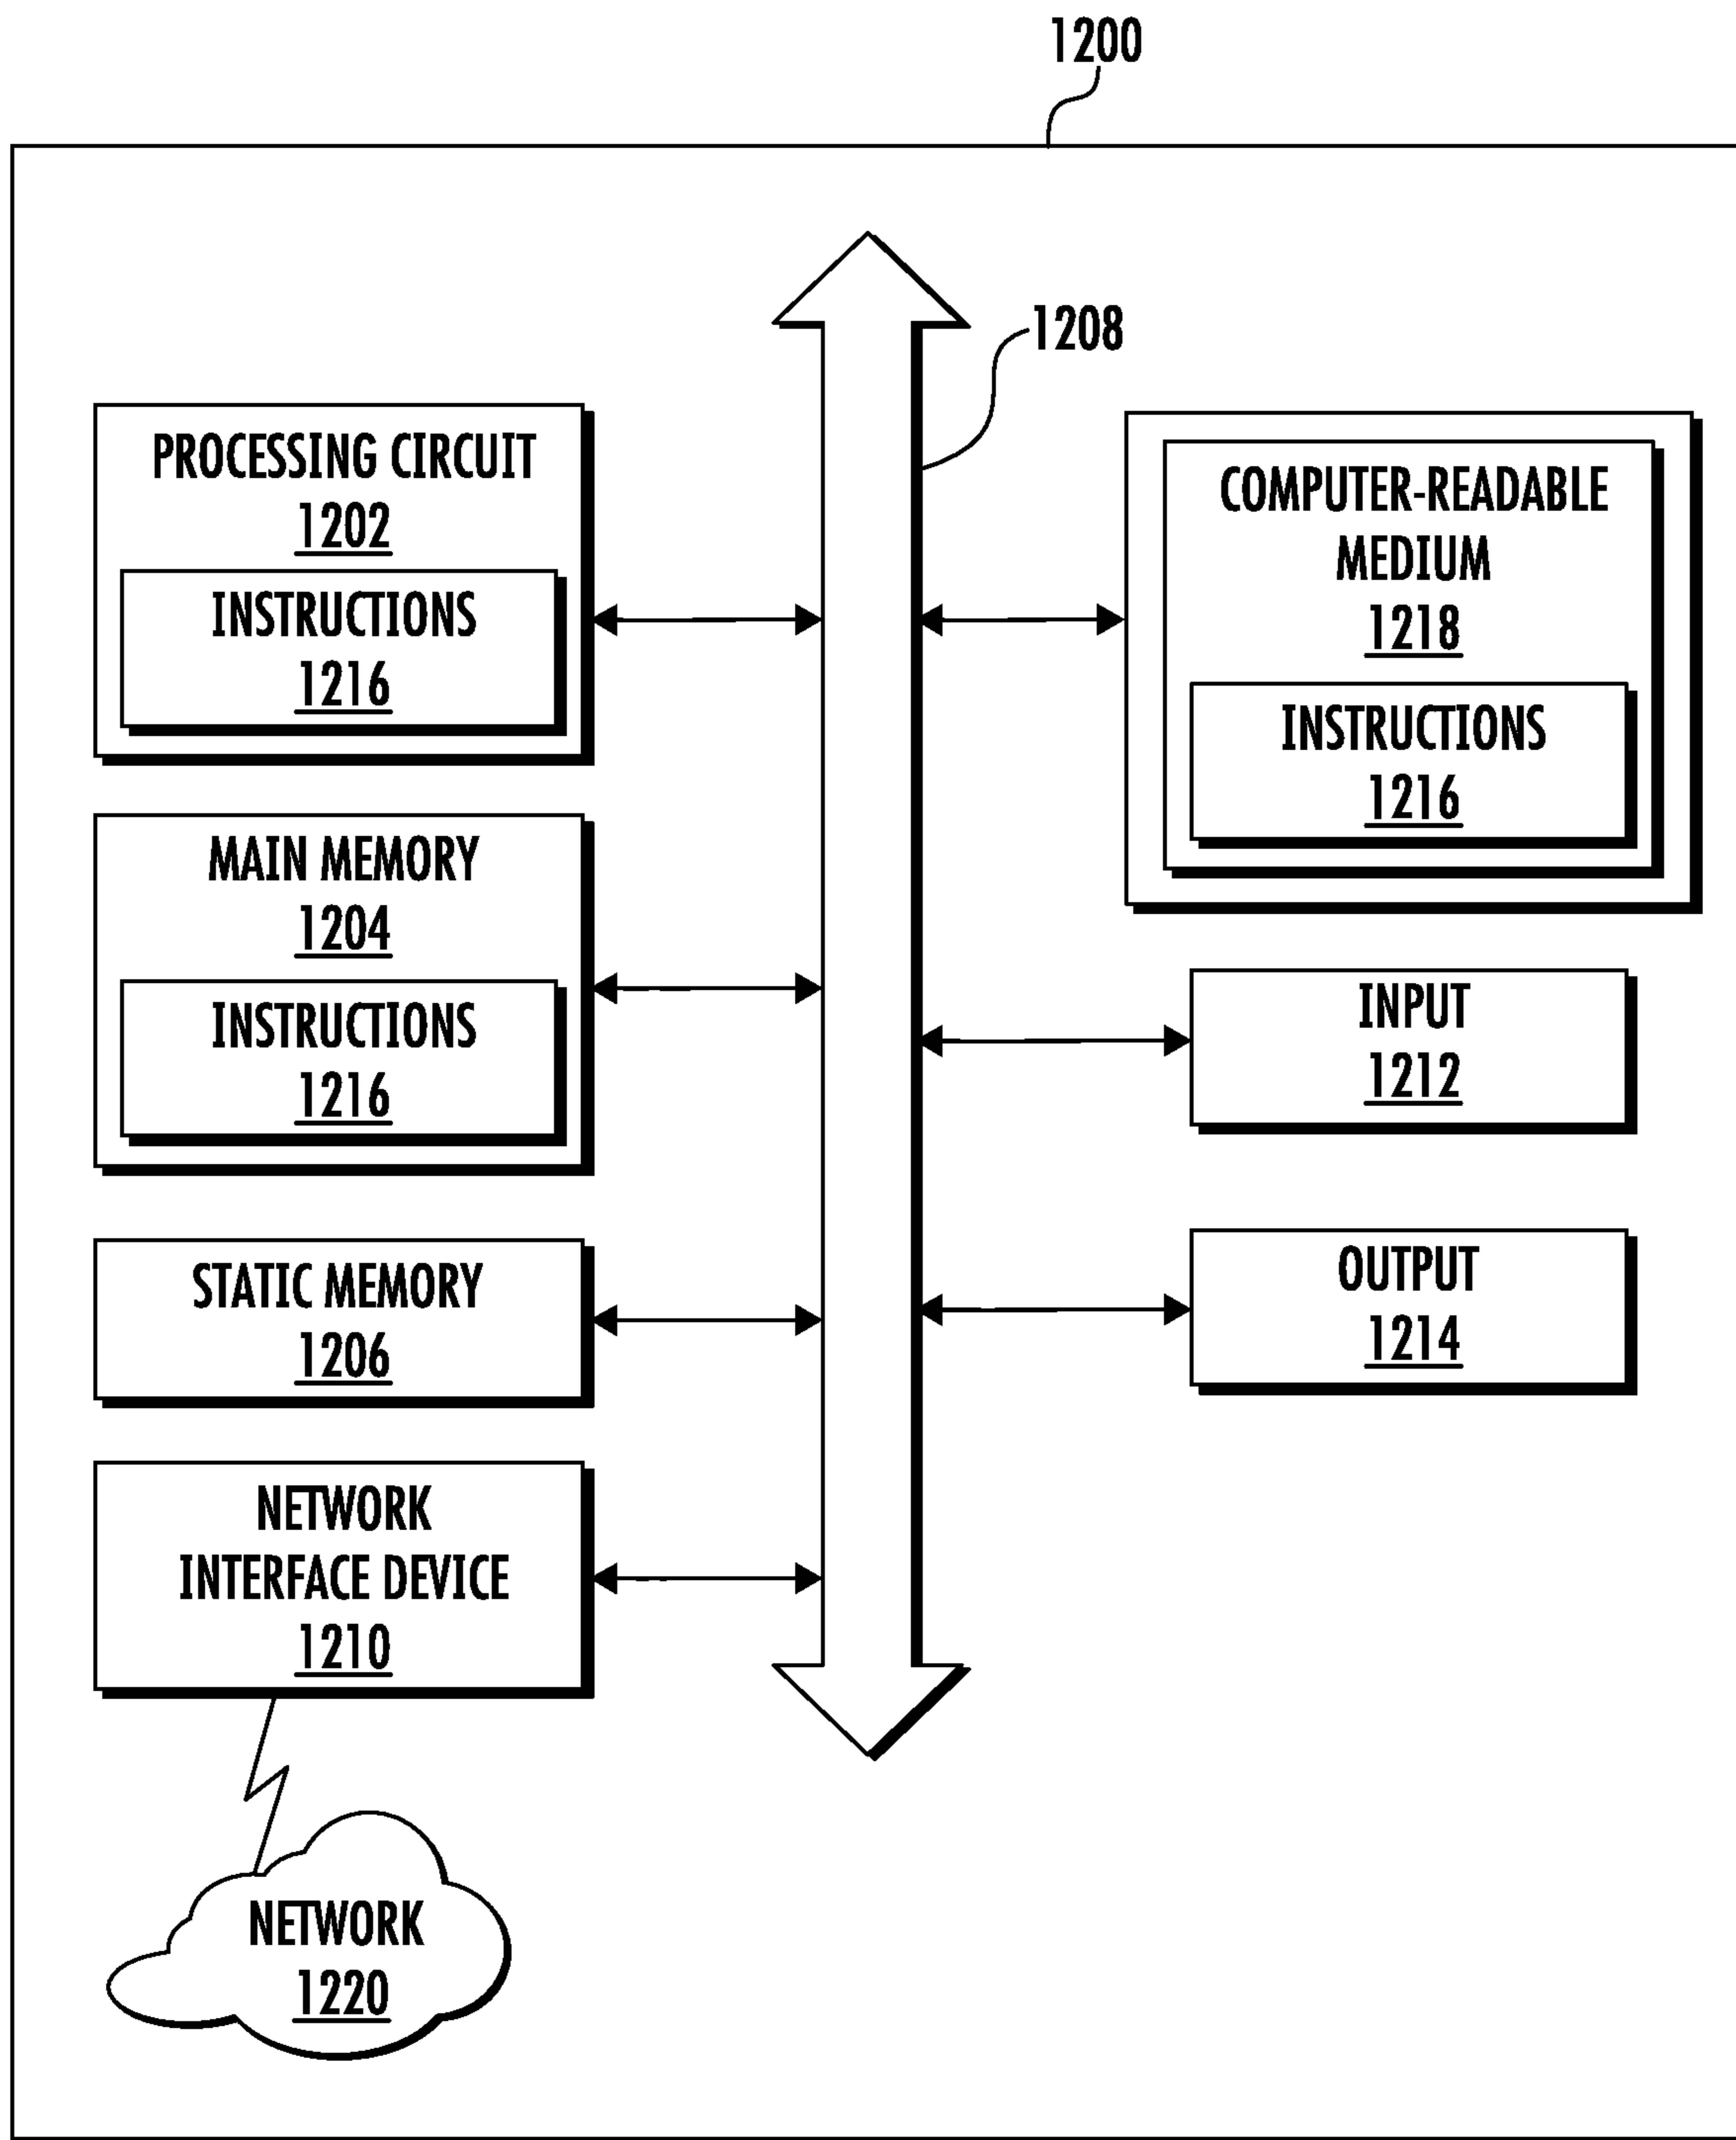 1200
1208
PROCESSING CIRCUIT
1202
INSTRUCTIONS
1216
MAIN MEMORY
1204
INSTRUCTIONS
1216
STATIC MEMORY
1206
NETWORK
INTERFACE DEVICE
1210
NETWORK
1220
COMPUTER-READABLE
MEDIUM
1218
INSTRUCTIONS
1216
INPUT
1212
OUTPUT
1214